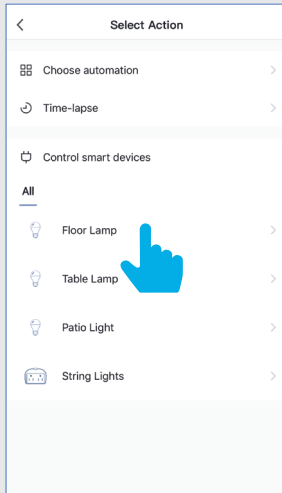 Select Action
Choose automation
Time-lapse
Control smart devices
All
Floor Lamp
Table Lamp
Patio Light
String Lights